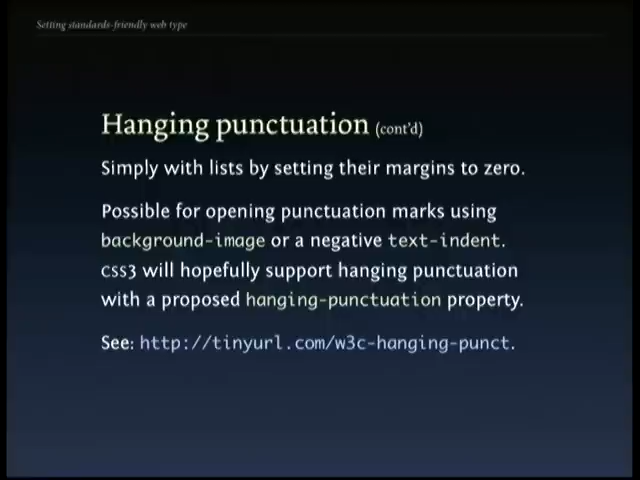 Setting standards-friendly web type
Hanging punctuation (cont'd)
Simply with lists by setting their margins to zero.
Possible for opening punctuation marks using
background-image or a negative text-indent.
CSS3 will hopefully support hanging punctuation
with a proposed hanging-punctuation property.
See: http://tinyurl.com/w3c-hanging-punct.